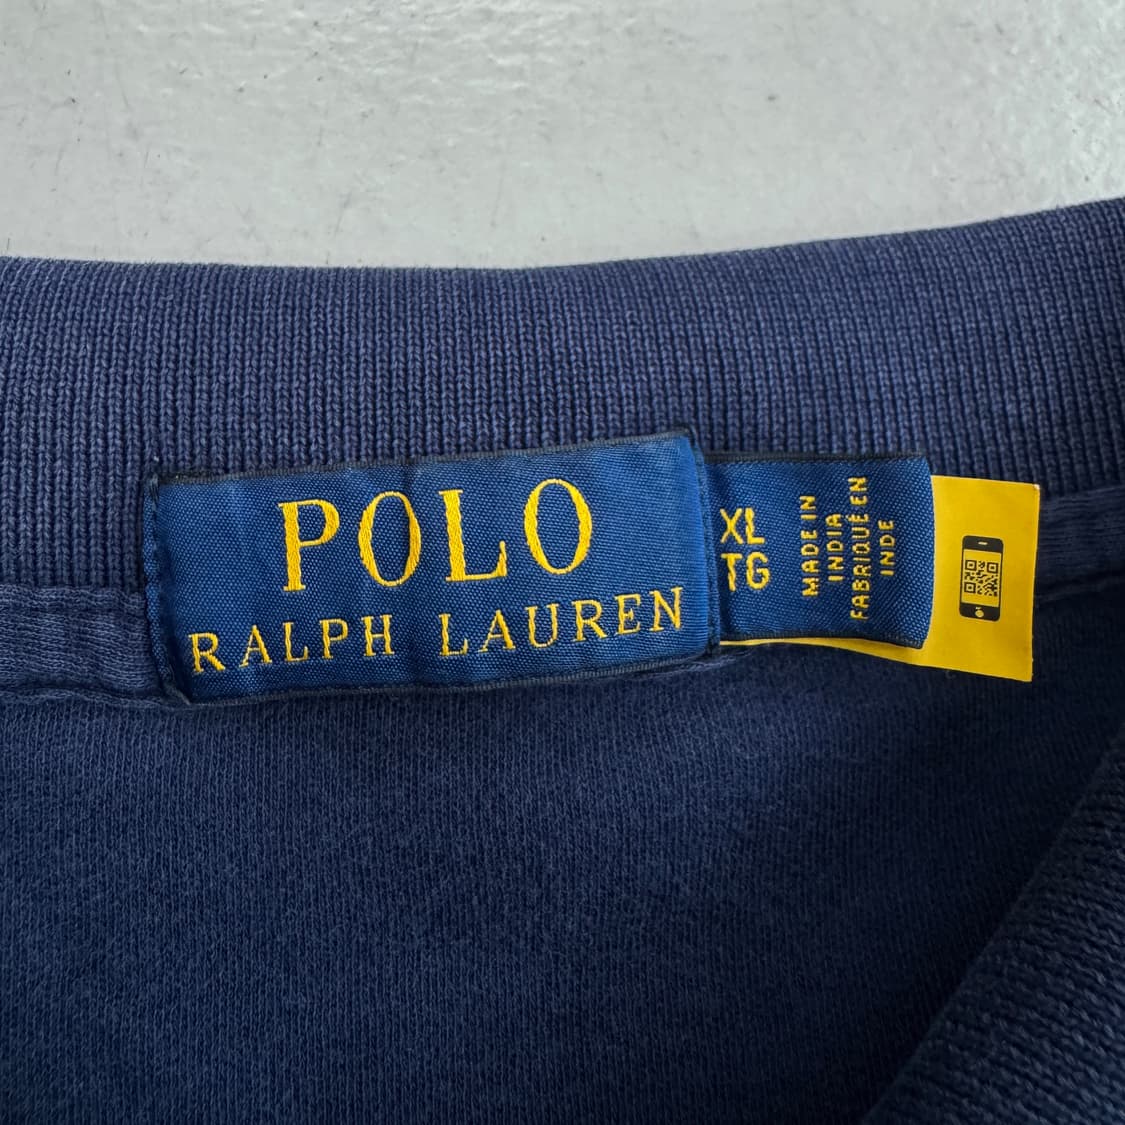 POLO
RALPH LAUREN
XL
TG
MADE IN
INDIA
FABRIQUÉ EN
INDE